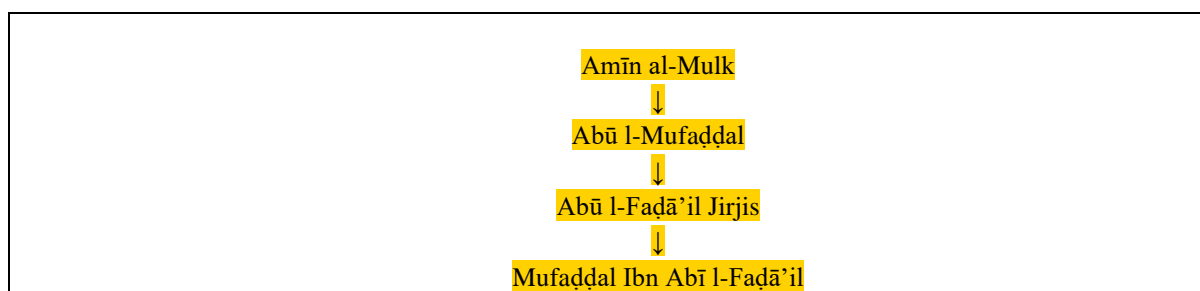 Amīn al-Mulk
↓
Abū l-Mufaḍḍal
↓
Abū l-Faḍā’il Jirjis
↓
Mufaḍḍal Ibn Abī l-Faḍā’il